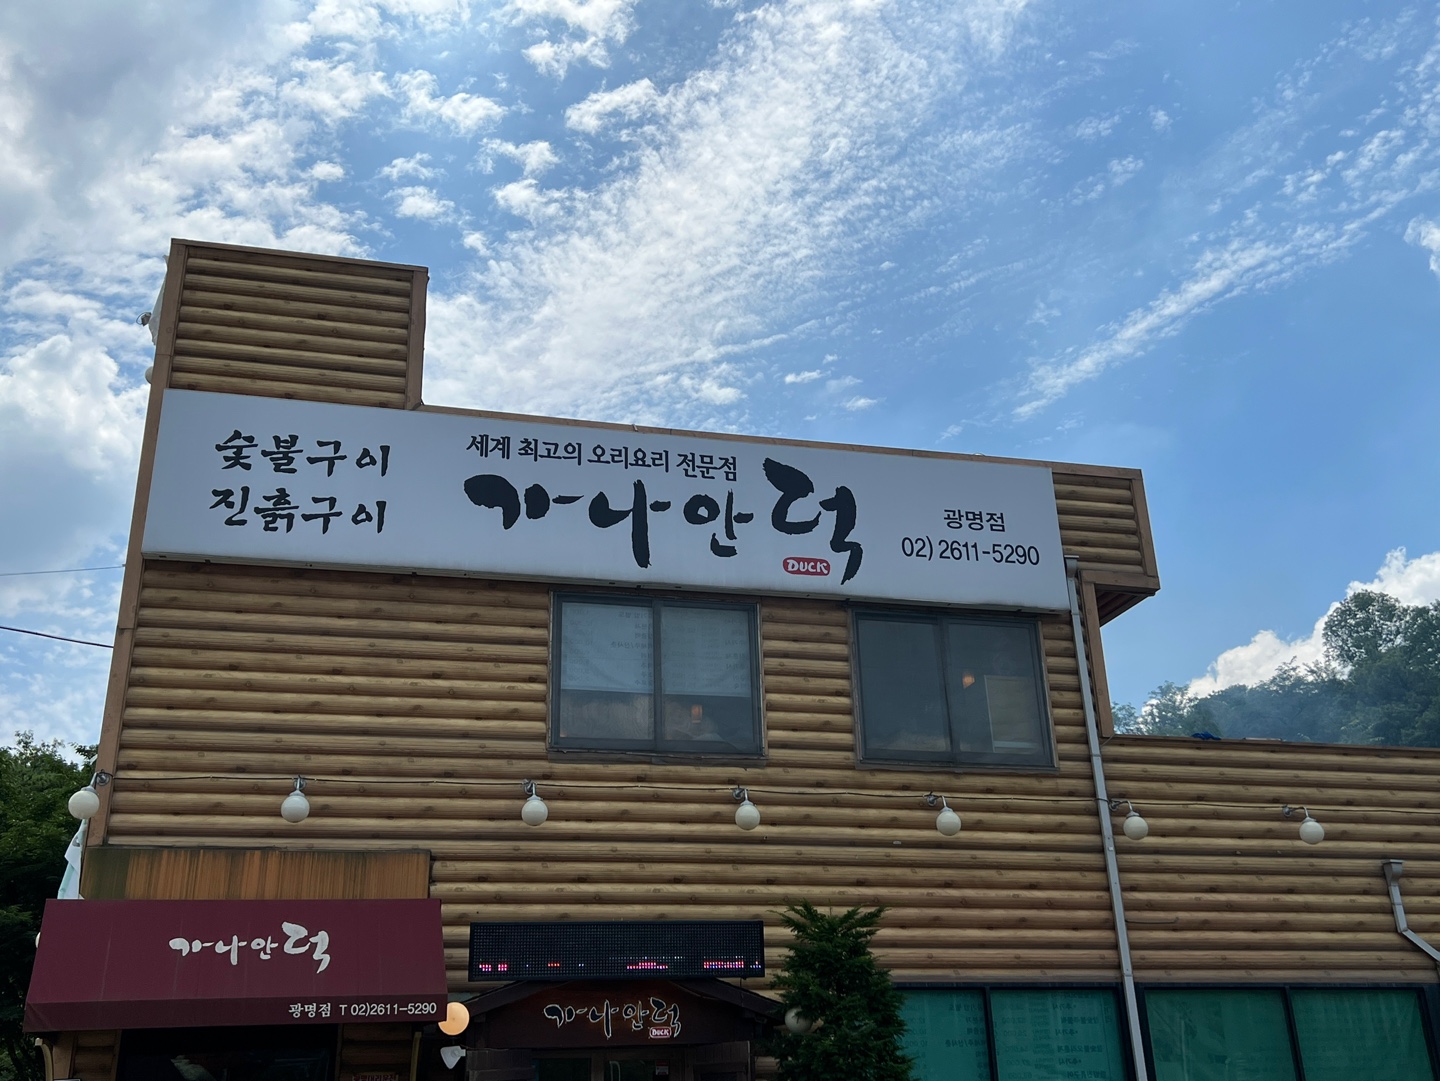 숯불구이
진흙구이
세계 최고의 오리요리 전문점
가나안덕
DUCK
광명점
02) 2611-5290
가나안덕
광명점 T 02)2611-5290
가나안덕
DUCK